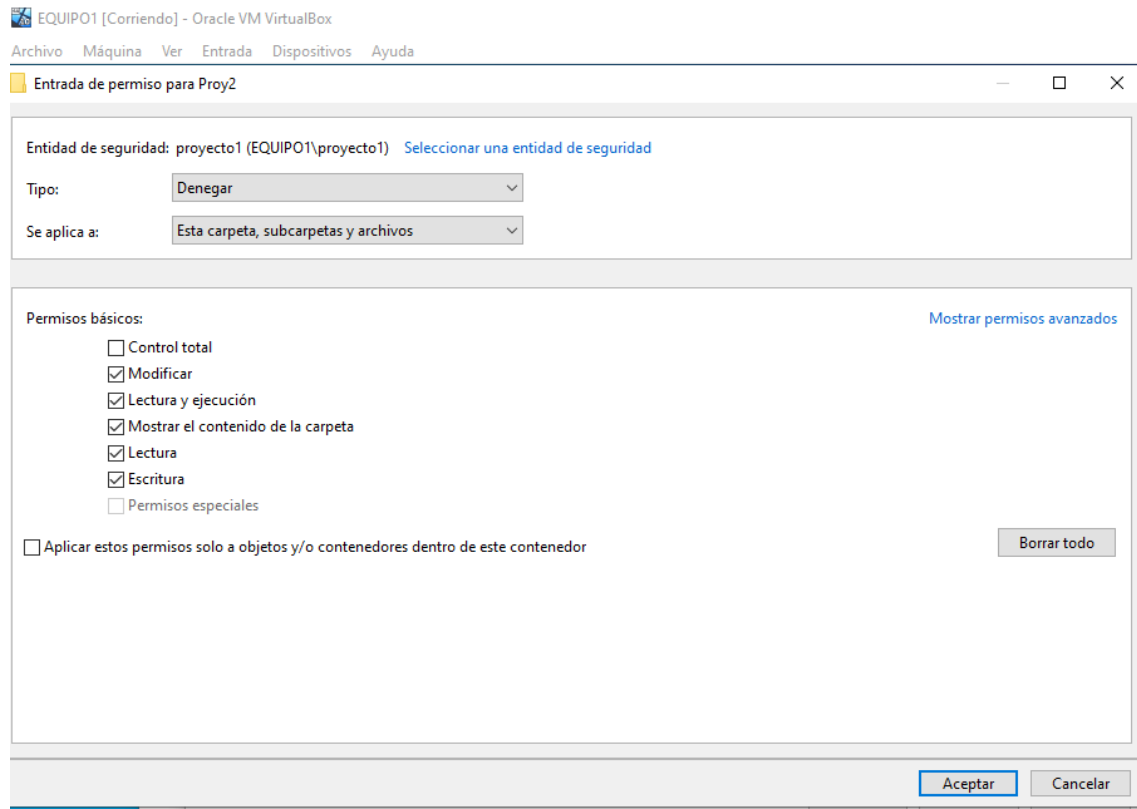 EQUIPO1 [Corriendo] - Oracle VM VirtualBox
Archivo Máquina Ver Entrada Dispositivos Ayuda
Entrada de permiso para Proy2
Entidad de seguridad: proyecto1 (EQUIPO1\proyecto1) Seleccionar una entidad de seguridad
Tipo: Denegar
Se aplica a: Esta carpeta, subcarpetas y archivos
Permisos básicos: Mostrar permisos avanzados
Control total
Modificar
Lectura y ejecución
Mostrar el contenido de la carpeta
Lectura
Escritura
Permisos especiales
Aplicar estos permisos solo a objetos y/o contenedores dentro de este contenedor Borrar todo
Aceptar Cancelar